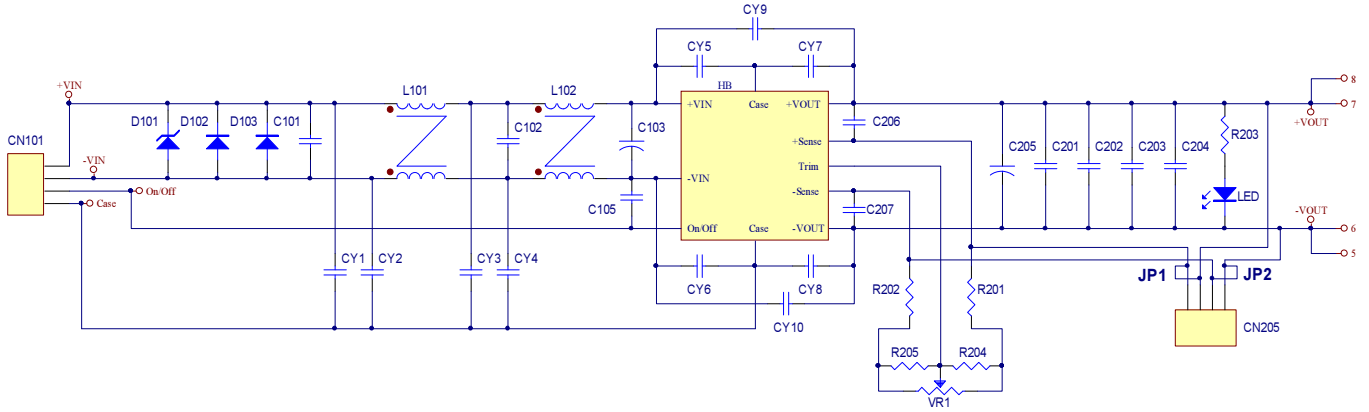 CY9
CY5
CY7
HB
+VIN
Case
+VOUT
8
7
+VOUT
+VIN
L101
L102
D101
D102
D103
C101
C102
C103
C206
+Sense
Trim
-Sense
CN101
-VIN
On/Off
Case
-VIN
C105
C207
On/Off
Case
-VOUT
C205
C201
C202
C203
C204
R203
LED
-VOUT
6
5
CY1
CY2
CY3
CY4
CY6
CY8
CY10
R202
R201
JP1
JP2
CN205
R205
R204
VR1